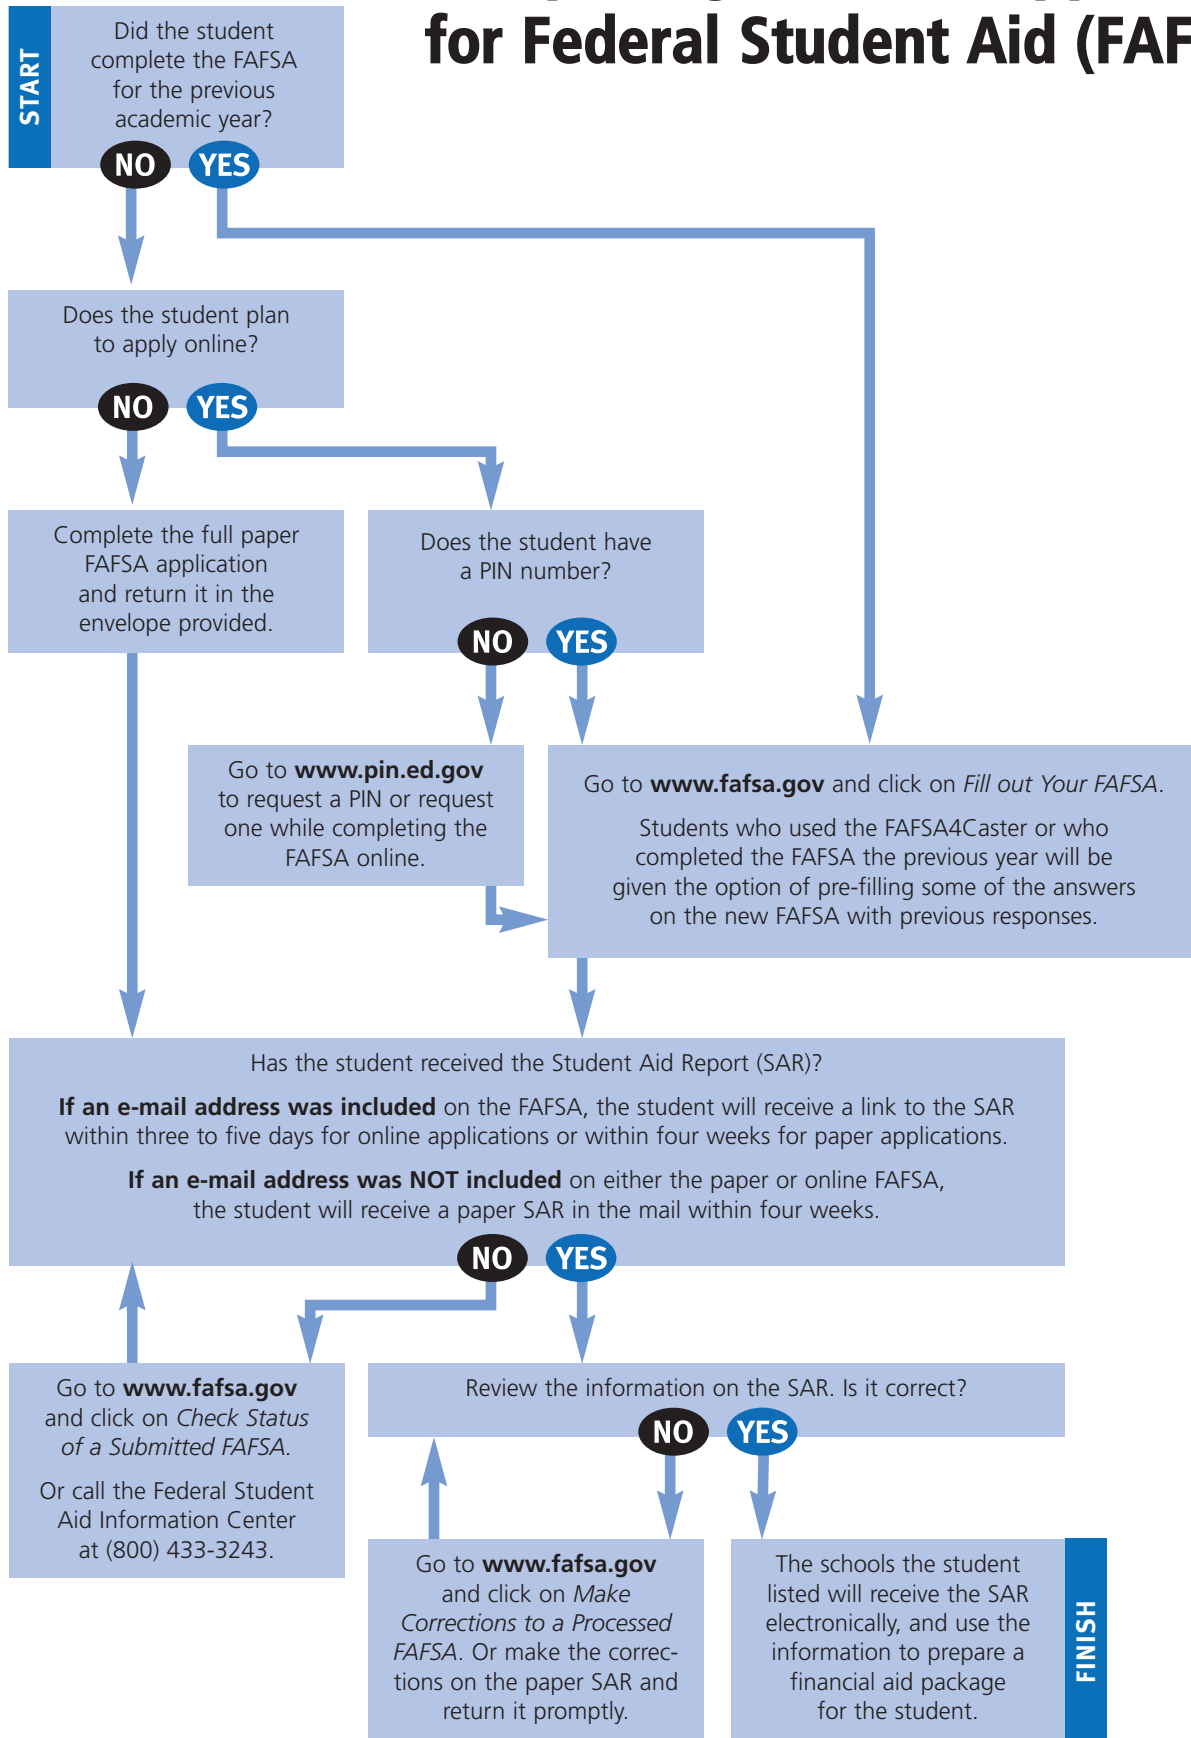 for Federal Student Aid (FAF
START
Did the student
complete the FAFSA
for the previous
academic year?
NO YES
Does the student plan
to apply online?
NO YES
Complete the full paper
FAFSA application
and return it in the
envelope provided.
Does the student have
a PIN number?
NO YES
Go to www.pin.ed.gov
to request a PIN or request
one while completing the
FAFSA online.
Go to www.fafsa.gov and click on Fill out Your FAFSA.
Students who used the FAFSA4Caster or who
completed the FAFSA the previous year will be
given the option of pre-filling some of the answers
on the new FAFSA with previous responses.
Has the student received the Student Aid Report (SAR)?
If an e-mail address was included on the FAFSA, the student will receive a link to the SAR
within three to five days for online applications or within four weeks for paper applications.
If an e-mail address was NOT included on either the paper or online FAFSA,
the student will receive a paper SAR in the mail within four weeks.
NO YES
Go to www.fafsa.gov
and click on Check Status
of a Submitted FAFSA.
Or call the Federal Student
Aid Information Center
at (800) 433-3243.
Review the information on the SAR. Is it correct?
NO YES
Go to www.fafsa.gov
and click on Make
Corrections to a Processed
FAFSA. Or make the correc-
tions on the paper SAR and
return it promptly.
The schools the student
listed will receive the SAR
electronically, and use the
information to prepare a
financial aid package
for the student.
FINISH